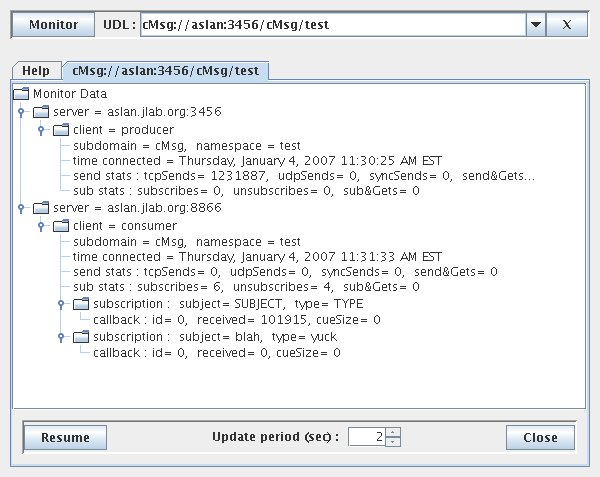 Monitor UDL : cMsg://aslan:3456/cMsg/test X
Help cMsg://aslan:3456/cMsg/test
Monitor Data
server = aslan.jlab.org:3456
client = producer
subdomain = cMsg, namespace = test
time connected = Thursday, January 4, 2007 11:30:25 AM EST
send stats : tcpSends= 1231887, udpSends= 0, syncSends= 0, send&Gets...
sub stats : subscribes= 0, unsubscribes= 0, sub&Gets= 0
server = aslan.jlab.org:8866
client = consumer
subdomain = cMsg, namespace = test
time connected = Thursday, January 4, 2007 11:31:33 AM EST
send stats : tcpSends= 0, udpSends= 0, syncSends= 0, send&Gets= 0
sub stats : subscribes= 6, unsubscribes= 4, sub&Gets= 0
subscription : subject= SUBJECT, type= TYPE
callback : id= 0, received= 101915, cueSize= 0
subscription : subject= blah, type= yuck
callback : id= 0, received= 0, cueSize= 0
Resume Update period (sec) : 2 Close